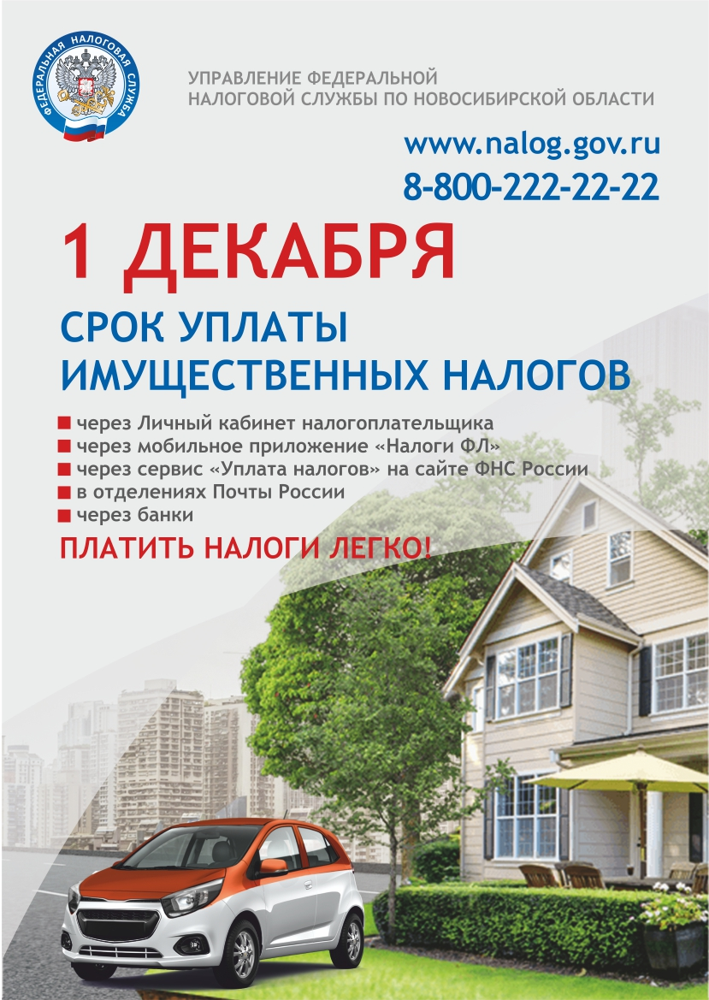 ФЕДЕРАЛЬНАЯ НАЛОГОВАЯ СЛУЖБА
УПРАВЛЕНИЕ ФЕДЕРАЛЬНОЙ
НАЛОГОВОЙ СЛУЖБЫ ПО НОВОСИБИРСКОЙ ОБЛАСТИ
www.nalog.gov.ru
8-800-222-22-22
1 ДЕКАБРЯ
СРОК УПЛАТЫ
ИМУЩЕСТВЕННЫХ НАЛОГОВ
через Личный кабинет налогоплательщика
через мобильное приложение «Налоги ФЛ»
через сервис «Уплата налогов» на сайте ФНС России
в отделениях Почты России
через банки
ПЛАТИТЬ НАЛОГИ ЛЕГКО!